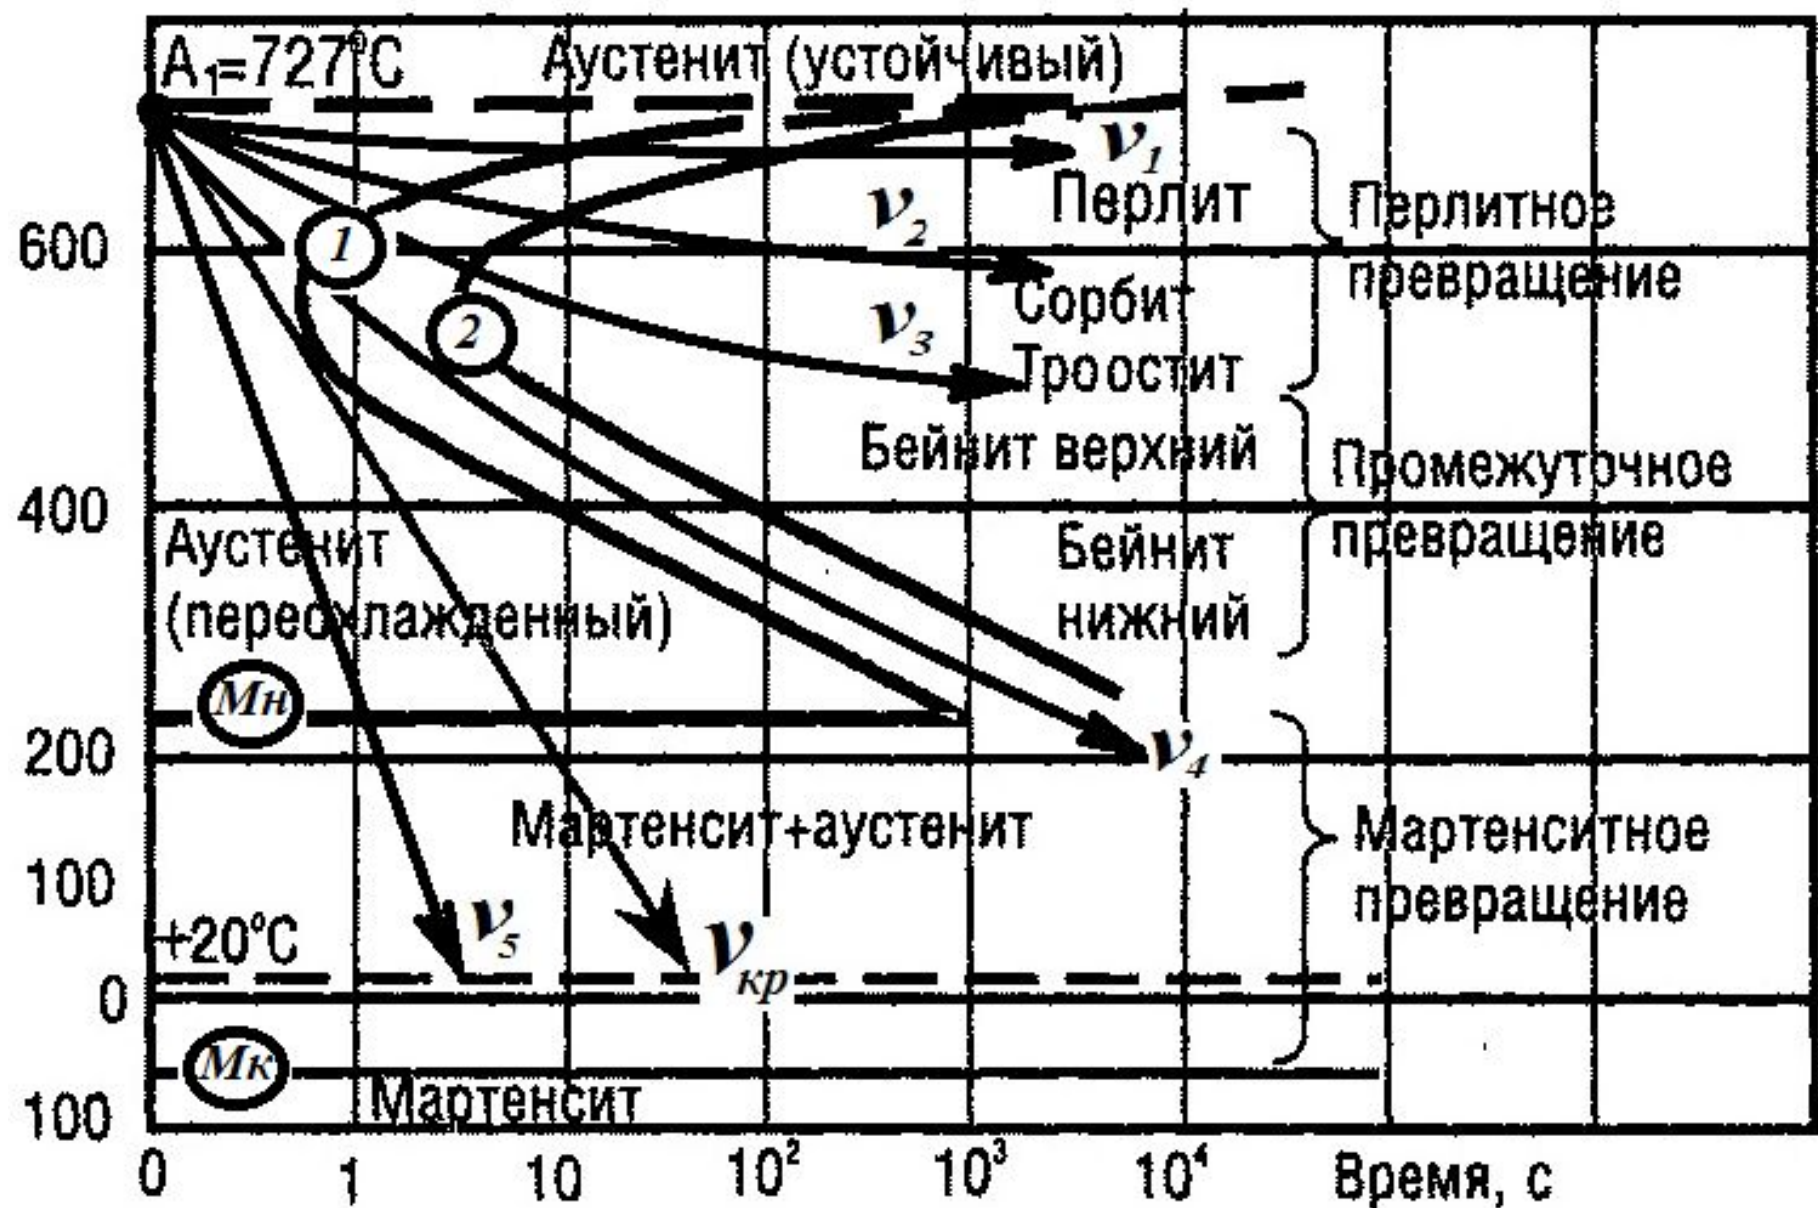 A₁=727°C
Аустенит (устойчивый)
v₁
Перлит
v₂
Перлитное
превращение
600
1
Сорбит
2
v₃
Троостит
Бейнит верхний
Промежуточное
превращение
400
Аустенит
(переохлажденный)
Бейнит
нижний
Мн
200
v₄
Мартенсит+аустенит
Мартенситное
превращение
100
+20°C
v₅
vкр
0
Мк
Мартенсит
100
0 1 10 10² 10³ 10⁴ Время, с